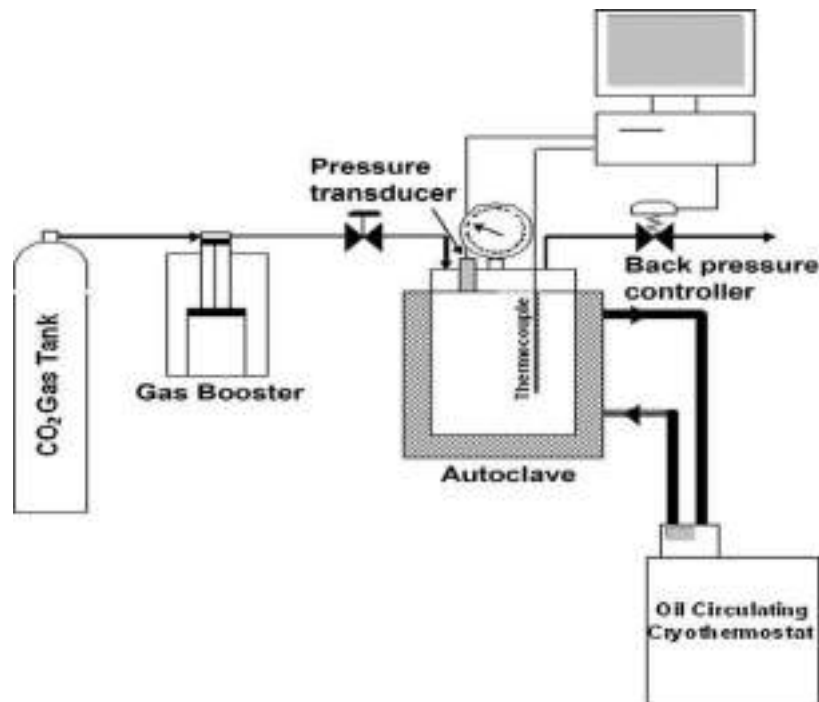 Pressure
transducer
Back pressure
controller
Thermocouple
CO₂ Gas Tank
Gas Booster
Autoclave
Oil Circulating
Cryothermostat